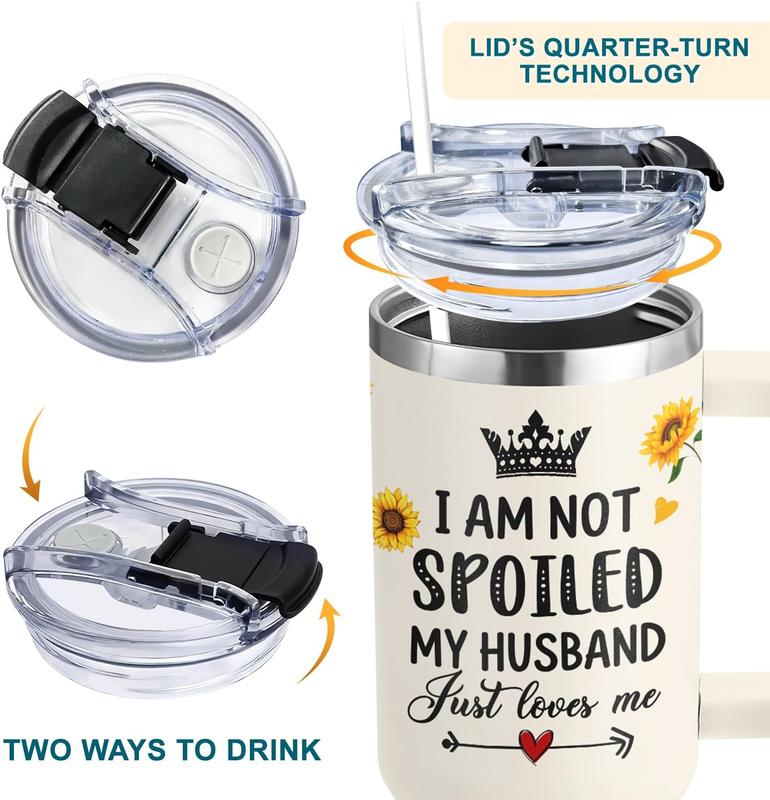 LID'S QUARTER-TURN
TECHNOLOGY
I AM NOT
SPOILED
MY HUSBAND
Just loves me
TWO WAYS TO DRINK